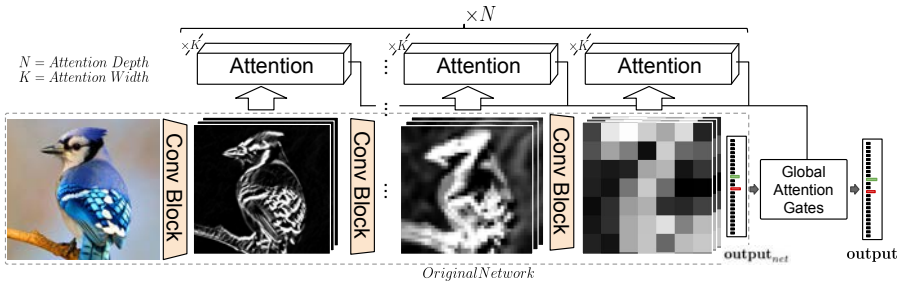 ×N
N = Attention Depth
K = Attention Width
×K
Attention
×K
Attention
×K
Attention
Conv Block
Conv Block
Conv Block
Global
Attention
Gates
output_net
output
OriginalNetwork